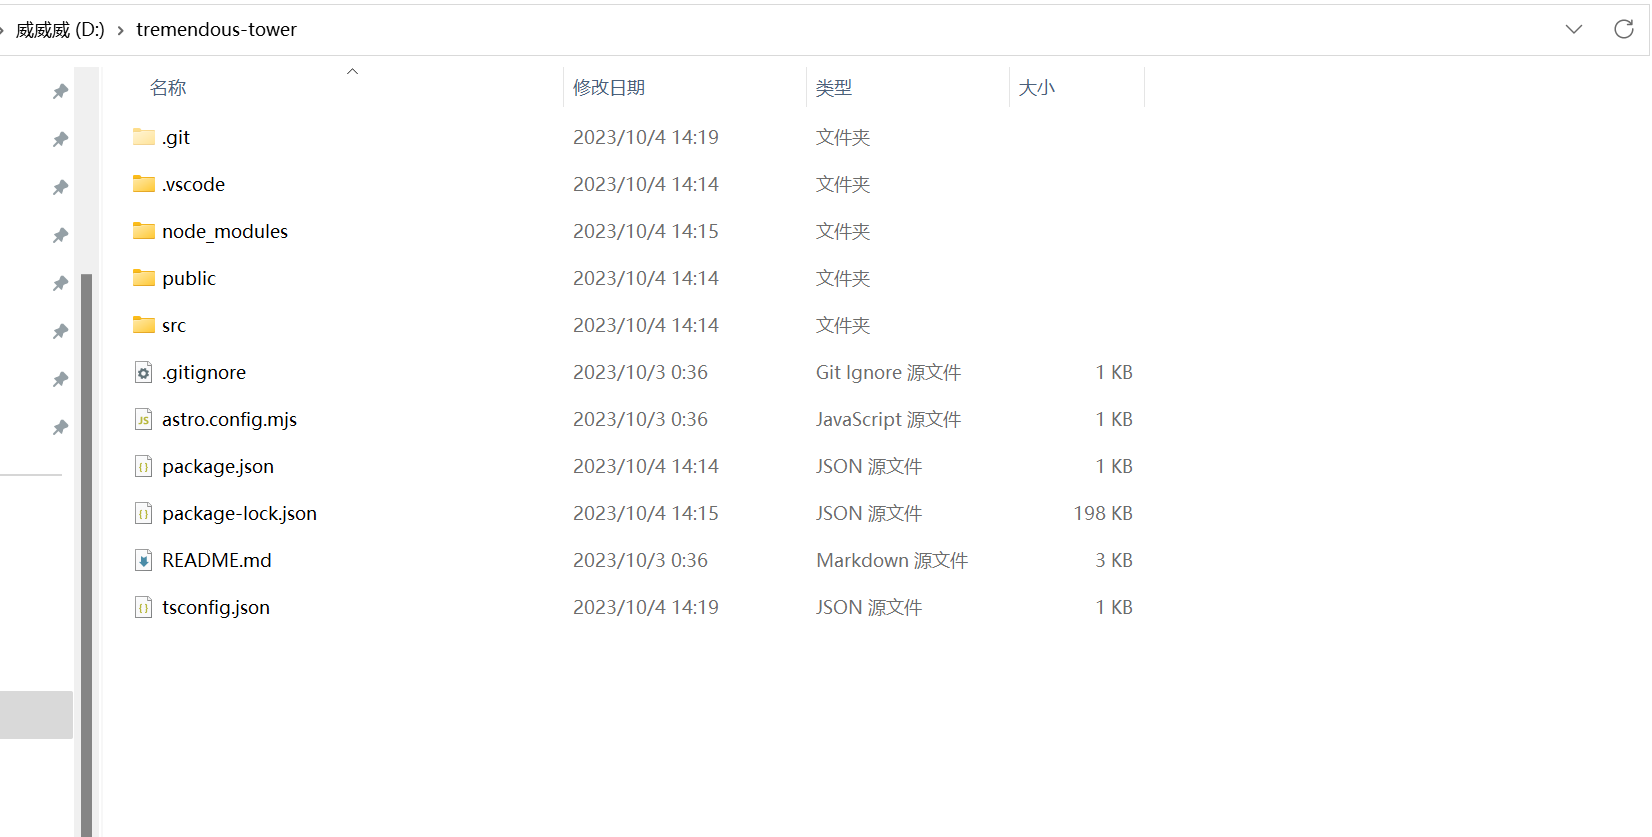 威威威 (D:) › tremendous-tower
名称 修改日期 类型 大小
.git 2023/10/4 14:19 文件夹
.vscode 2023/10/4 14:14 文件夹
node_modules 2023/10/4 14:15 文件夹
public 2023/10/4 14:14 文件夹
src 2023/10/4 14:14 文件夹
.gitignore 2023/10/3 0:36 Git Ignore 源文件 1 KB
astro.config.mjs 2023/10/3 0:36 JavaScript 源文件 1 KB
package.json 2023/10/4 14:14 JSON 源文件 1 KB
package-lock.json 2023/10/4 14:15 JSON 源文件 198 KB
README.md 2023/10/3 0:36 Markdown 源文件 3 KB
tsconfig.json 2023/10/4 14:19 JSON 源文件 1 KB